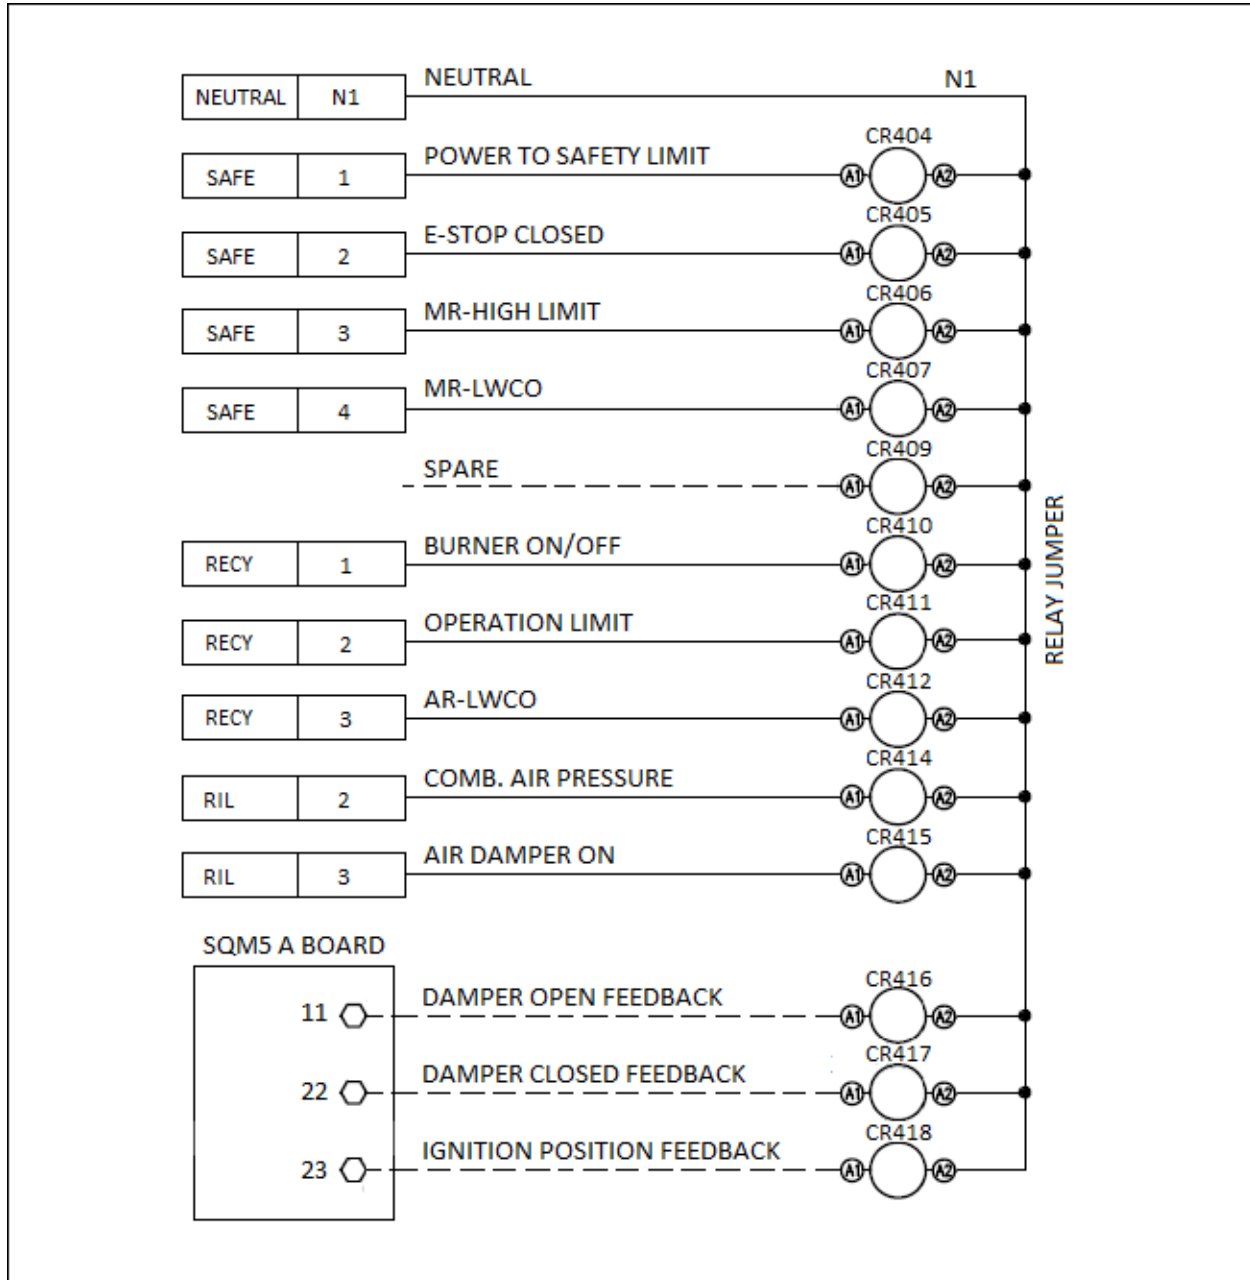 NEUTRAL N1 NEUTRAL N1
CR404
SAFE 1 POWER TO SAFETY LIMIT A1 A2
CR405
SAFE 2 E-STOP CLOSED A1 A2
CR406
SAFE 3 MR-HIGH LIMIT A1 A2
CR407
SAFE 4 MR-LWCO A1 A2
CR409
SPARE A1 A2
CR410
RECY 1 BURNER ON/OFF A1 A2
CR411
RECY 2 OPERATION LIMIT A1 A2
CR412
RECY 3 AR-LWCO A1 A2
CR414
RIL 2 COMB. AIR PRESSURE A1 A2
CR415
RIL 3 AIR DAMPER ON A1 A2
RELAY JUMPER
SQM5 A BOARD
CR416
11 DAMPER OPEN FEEDBACK A1 A2
CR417
22 DAMPER CLOSED FEEDBACK A1 A2
CR418
23 IGNITION POSITION FEEDBACK A1 A2